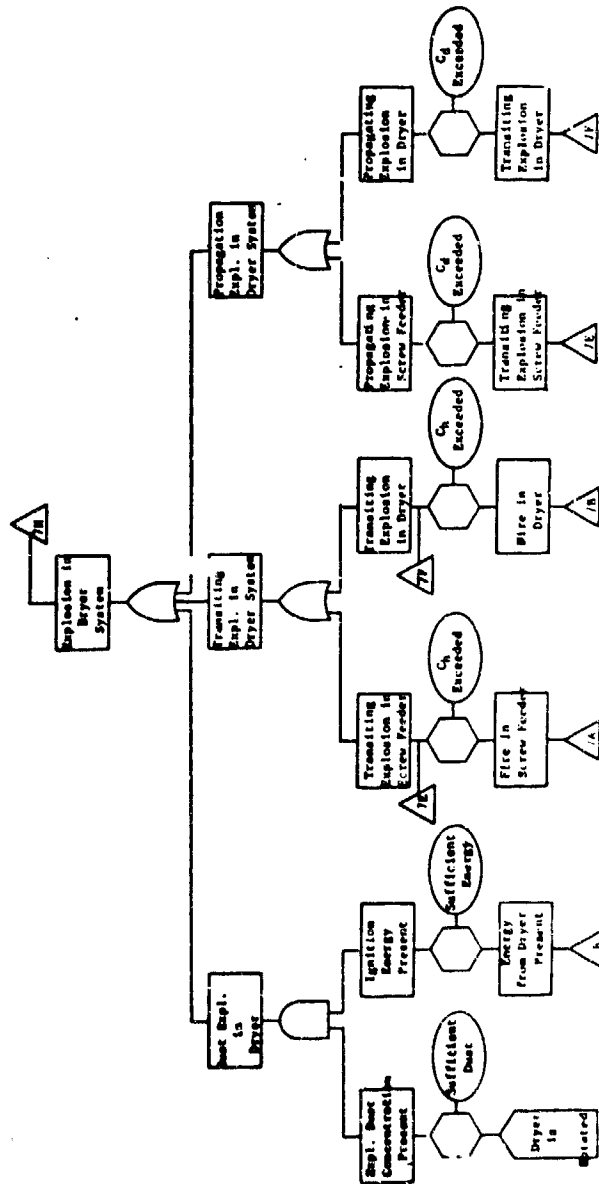 7H
Explosion in
Dryer
System
Dust Expl.
in
Dryer
Transiting
Expl. in
Dryer System
Propagation
Expl. in
Dryer System
Expl. Dust
Concentration
Present
Ignition
Energy
Present
Transiting
Explosion in
Screw Feeder
Transiting
Explosion
in Dryer
Propagating
Explosion in
Screw Feeder
Propagating
Explosion
in Dryer
7E
7F
Sufficient
Dust
Sufficient
Energy
Ch
Exceeded
Ch
Exceeded
Cd
Exceeded
Cd
Exceeded
Dryer
is
Rotated
Energy
from Dryer
Present
Fire in
Screw Feeder
Fire in
Dryer
Transiting
Explosion in
Screw Feeder
Transiting
Explosion
in Dryer
7A
7B
7E
7F